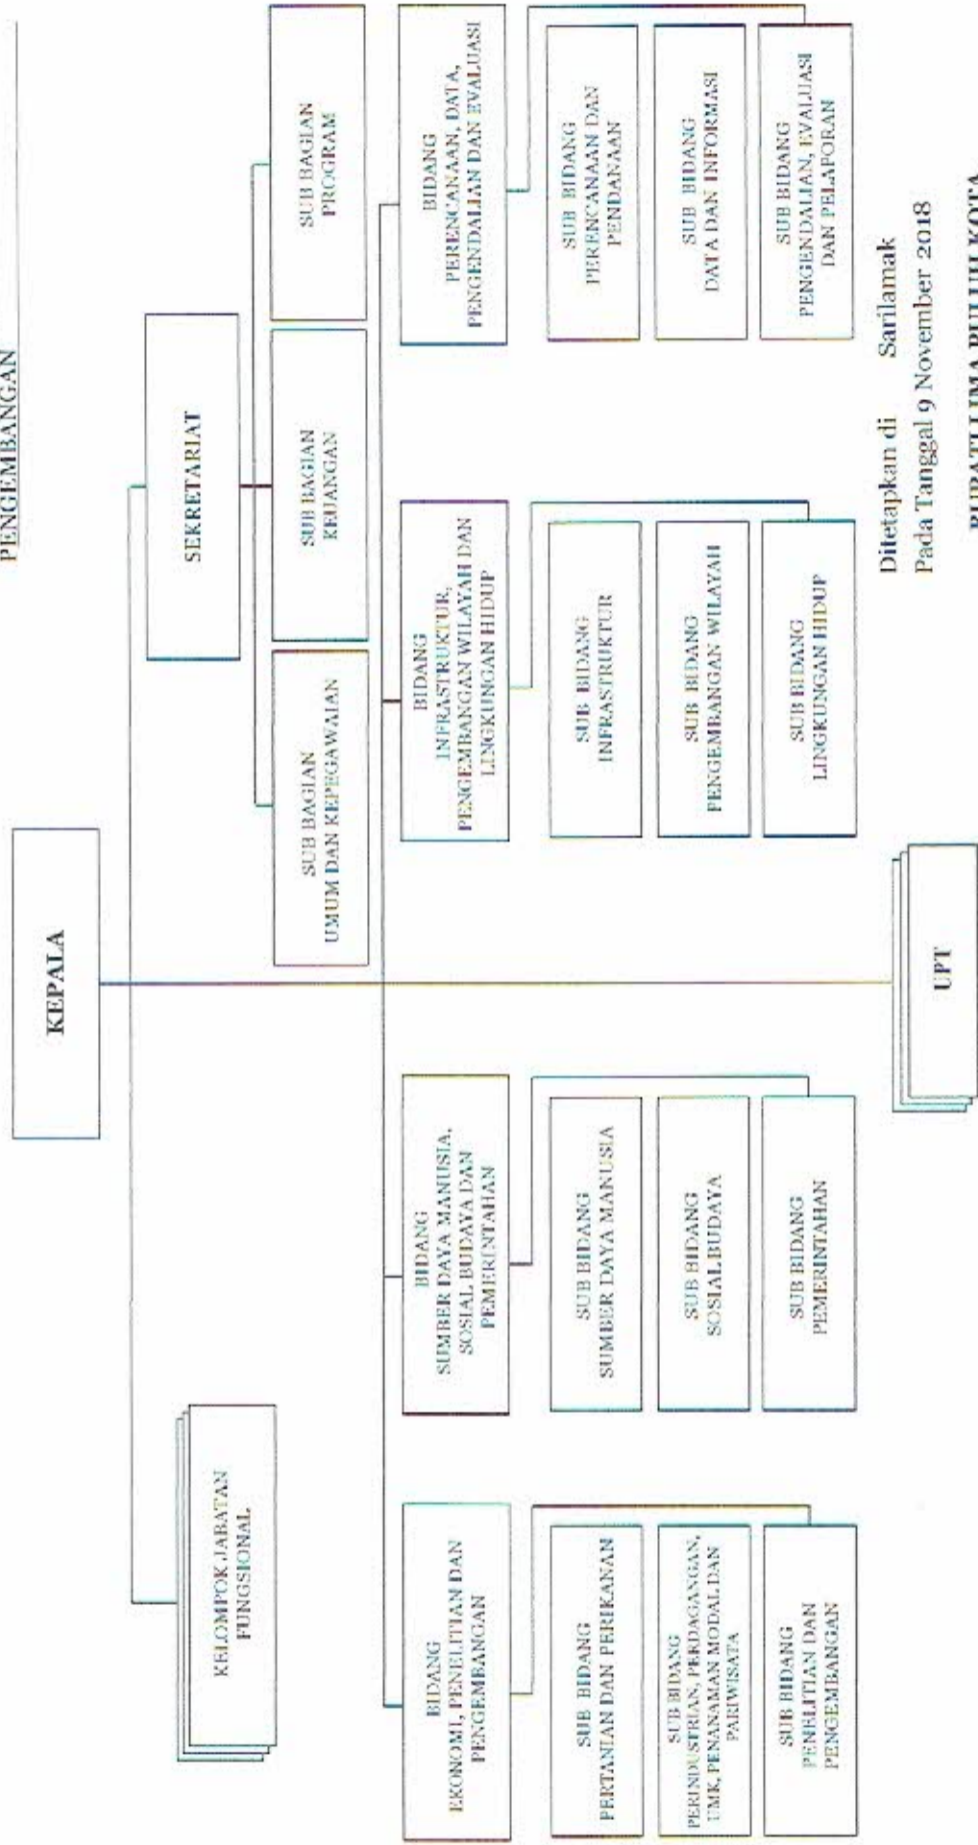 PENGEMBANGAN
KEPALA
KELOMPOK JABATAN
FUNGSIONAL
SEKRETARIAT
SUB BAGIAN
UMUM DAN KEPEGAWAIAN
SUB BAGIAN
KEUANGAN
SUB BAGIAN
PROGRAM
BIDANG
EKONOMI, PENELITIAN DAN
PENGEMBANGAN
SUB BIDANG
PERTANIAN DAN PERIKANAN
SUB BIDANG
PERINDUSTRIAN, PERDAGANGAN,
UMK, PENANAMAN MODAL DAN
PARIWISATA
SUB BIDANG
PENELITIAN DAN
PENGEMBANGAN
BIDANG
SUMBER DAYA MANUSIA,
SOSIAL BUDAYA DAN
PEMERINTAHAN
SUB BIDANG
SUMBER DAYA MANUSIA
SUB BIDANG
SOSIAL BUDAYA
SUB BIDANG
PEMERINTAHAN
BIDANG
INFRASTRUKTUR,
PENGEMBANGAN WILAYAH DAN
LINGKUNGAN HIDUP
SUB BIDANG
INFRASTRUKTUR
SUB BIDANG
PENGEMBANGAN WILAYAH
SUB BIDANG
LINGKUNGAN HIDUP
BIDANG
PERENCANAAN, DATA,
PENGENDALIAN DAN EVALUASI
SUB BIDANG
PERENCANAAN DAN
PENDANAAN
SUB BIDANG
DATA DAN INFORMASI
SUB BIDANG
PENGENDALIAN, EVALUASI
DAN PELAPORAN
UPT
Ditetapkan di Sarilamak
Pada Tanggal 9 November 2018
BUPATI LIMA PULUH KOTA